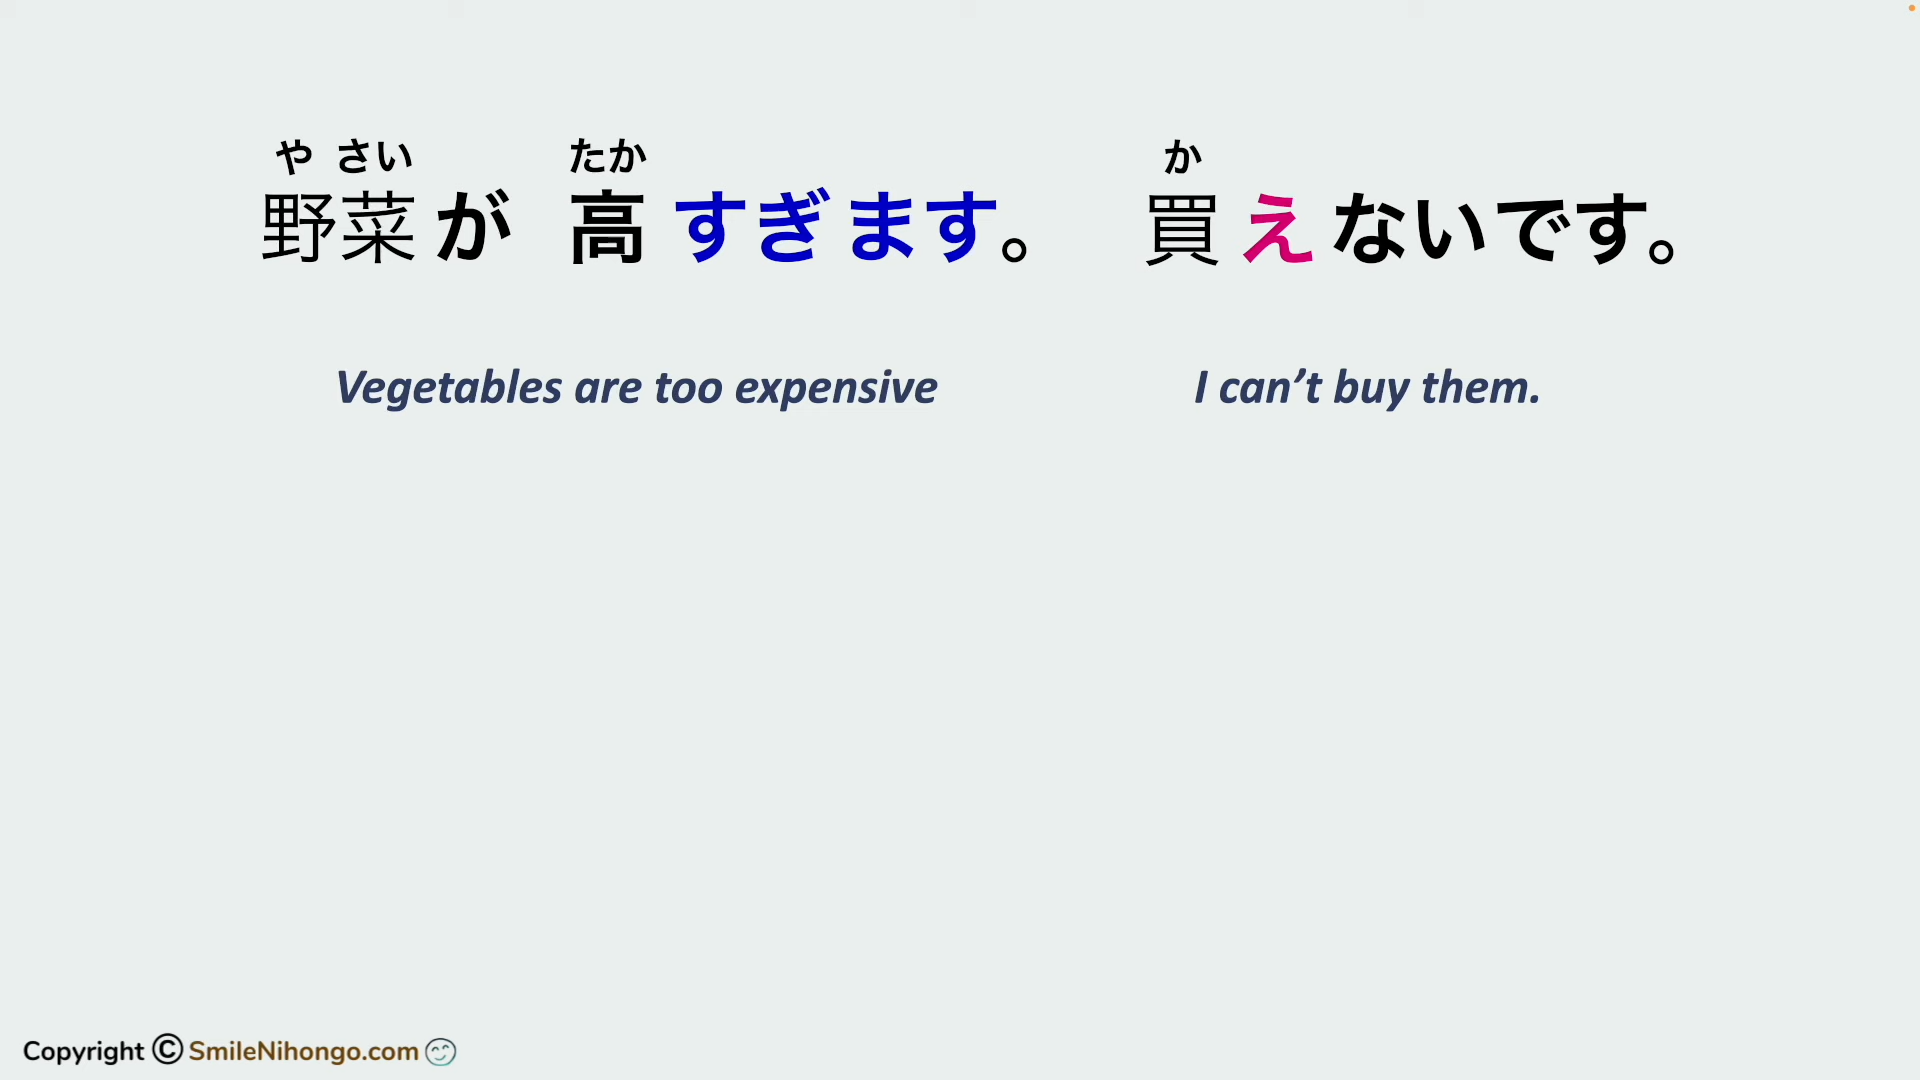 や さい たか か
野菜が 高すぎます。 買えないです。
Vegetables are too expensive I can’t buy them.
Copyright © SmileNihongo.com